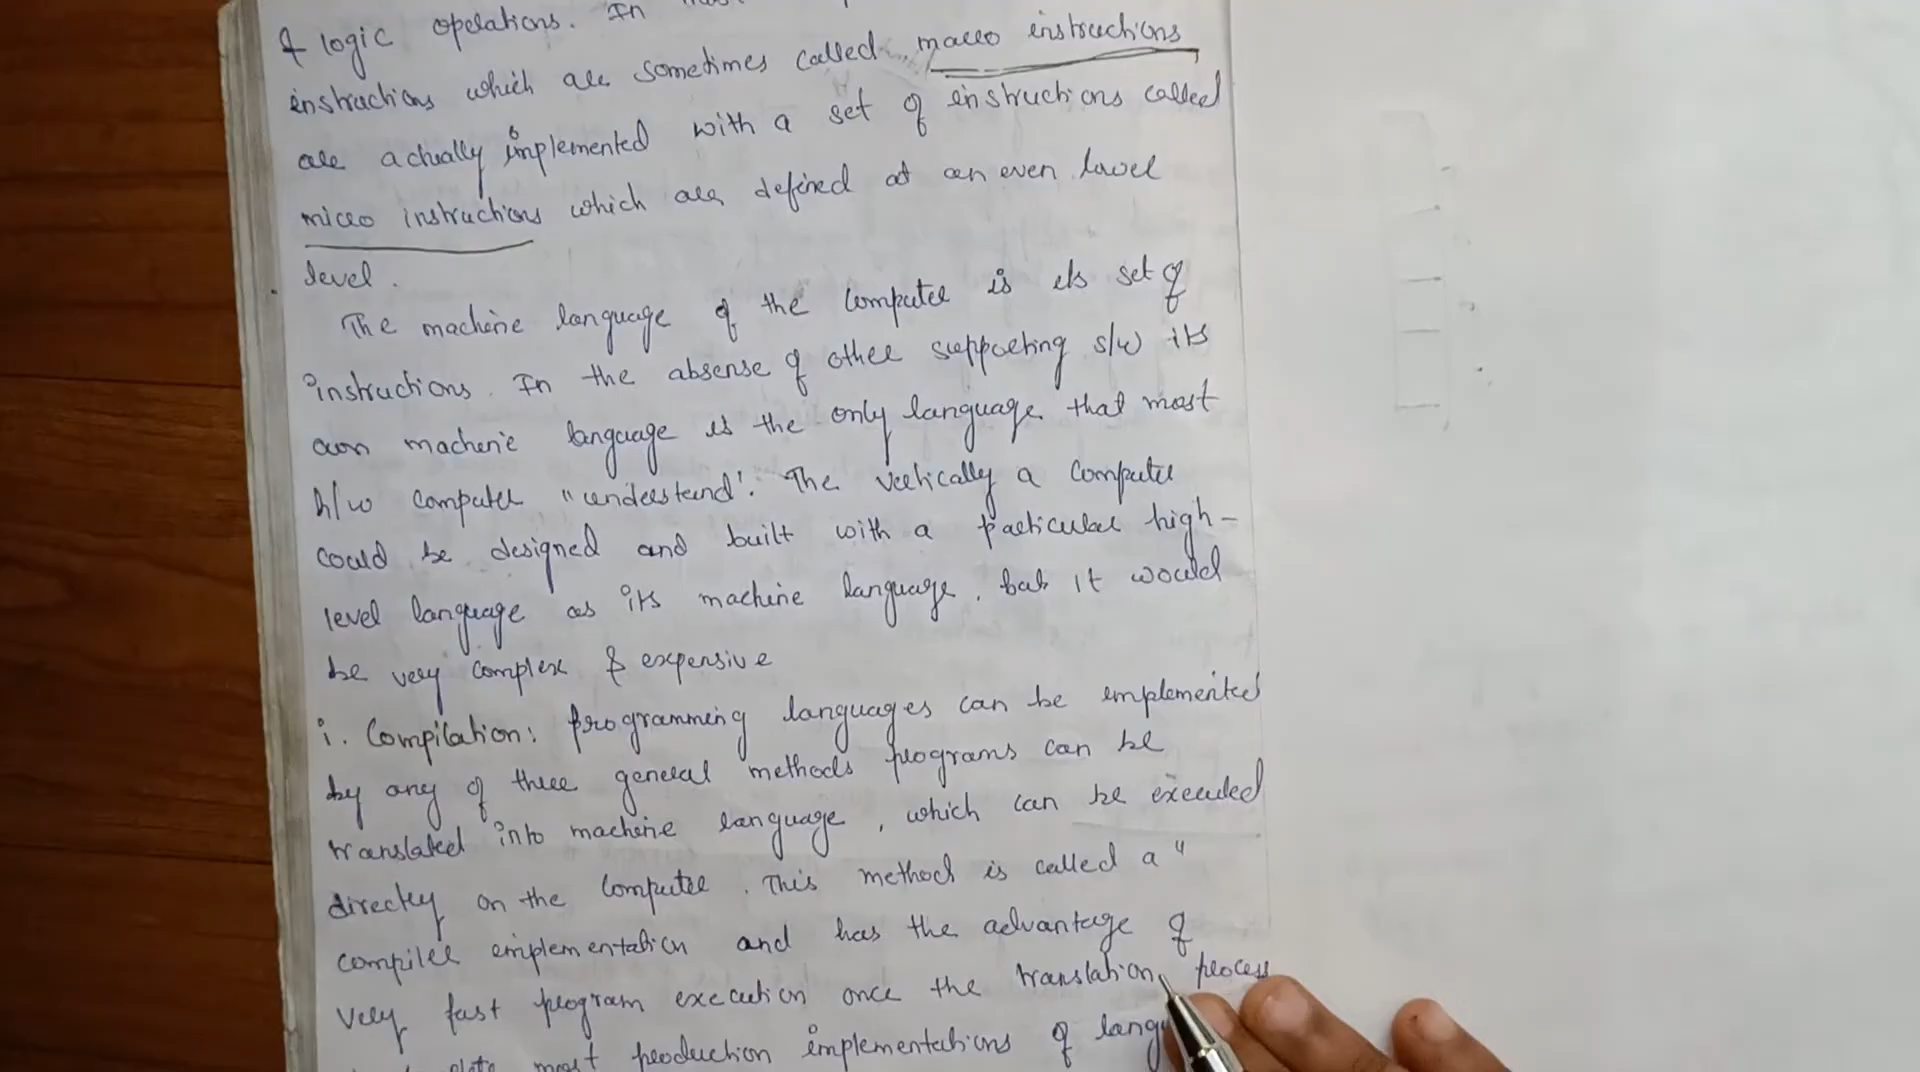 & logic operations. In
instructions which are sometimes called macro instructions
are actually implemented with a set of instructions called
micro instructions which are defined at an even lavel
level.
The machine language of the computer is its set of
instructions. In the absense of other supporting s/w its
own machine language is the only language that most
h/w computer "understand". The vertically a computer
could be designed and built with a particular high-
level language as its machine language, but it would
be very complex & expensive
i. Compilation: programming languages can be implemented
by any of three general methods programs can be
translated into machine language, which can be executed
directly on the computer. This method is called a "
compiler implementation and has the advantage of
very fast program execution once the translation process
most production implementations of